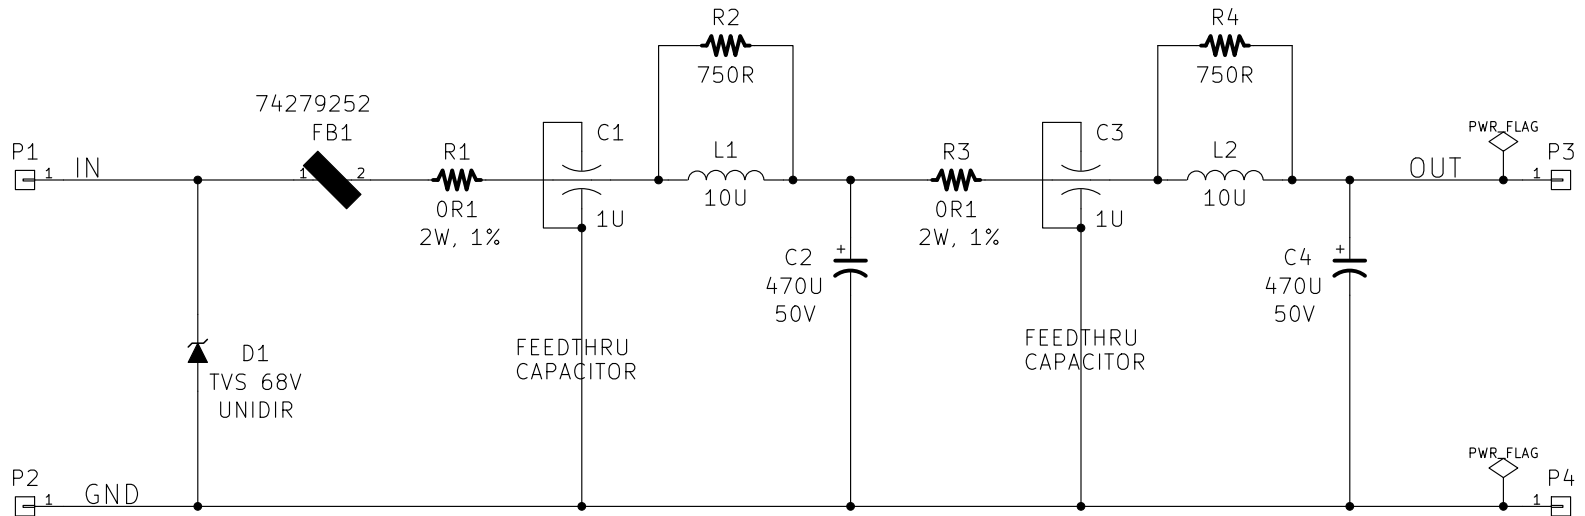 R2
750R
R4
750R
74279252
FB1
1
2
P1
1
IN
R1
0R1
2W, 1%
C1
1U
L1
10U
R3
0R1
2W, 1%
C3
1U
L2
10U
PWR_FLAG
OUT
1
P3
C2
+
470U
50V
C4
+
470U
50V
D1
TVS 68V
UNIDIR
FEEDTHRU
CAPACITOR
FEEDTHRU
CAPACITOR
P2
1
GND
PWR_FLAG
1
P4